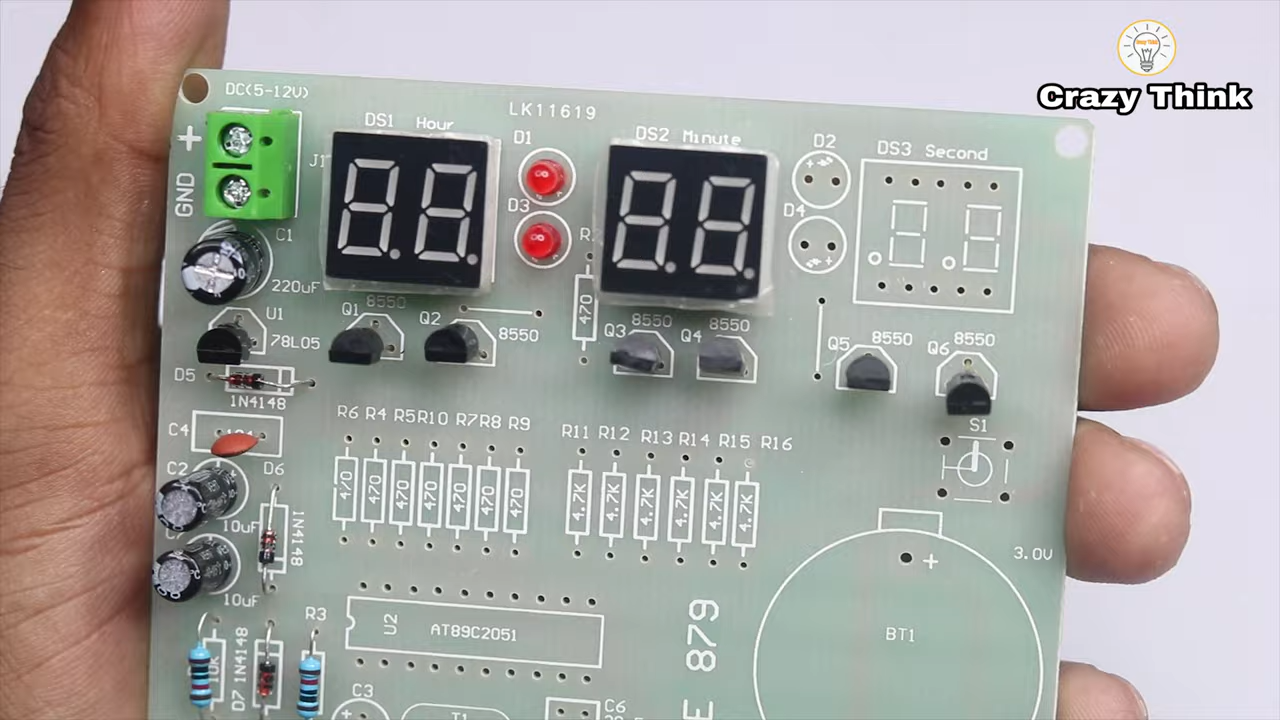 Crazy Think
DC(5-12V)
LK11619
DS1 Hour
D1
DS2 Minute
D2
DS3 Second
+
J1
GND
D3
D4
C1
220uF
U1
78L05
Q1
8550
Q2
8550
470
Q3
8550
Q4
8550
Q5
8550
Q6
8550
D5
1N4148
S1
C4
R6 R4 R5 R10 R7 R8 R9
R11 R12 R13 R14 R15 R16
C2
D6
470 470 470 470 470 470 470
4.7K 4.7K 4.7K 4.7K 4.7K 4.7K
10uF
1N4148
3.0V
+
10uF
R3
U2
AT89C2051
BT1
879
1N4148
D7
C3
C6